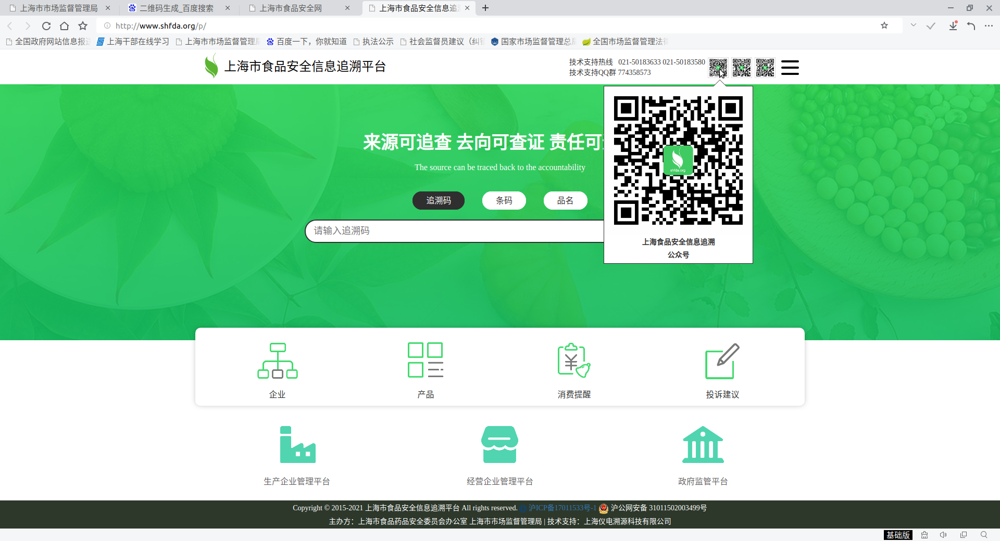 上海市市场监督管理局
二维码生成_百度搜索
上海市食品安全网
上海市食品安全信息追
http://www.shfda.org/p/
全国政府网站信息报
上海干部在线学习
上海市市场监督管理局
百度一下，你就知道
执法公示
社会监督员建议（纠
国家市场监督管理总局
全国市场监督管理法
上海市食品安全信息追溯平台
技术支持热线 021-50183633 021-50183580
技术支持QQ群 774358573
来源可追查 去向可查证 责任可
The source can be traced back to the accountability
追溯码
条码
品名
请输入追溯码
shfda.org
上海食品安全信息追溯
公众号
企业
产品
消费提醒
投诉建议
生产企业管理平台
经营企业管理平台
政府监管平台
Copyright © 2015-2021 上海市食品安全信息追溯平台 All rights reserved. 沪ICP备17011533号-1 沪公网安备 31011502003499号
主办方：上海市食品药品安全委员会办公室 上海市市场监督管理局 | 技术支持：上海仪电溯源科技有限公司
基础版